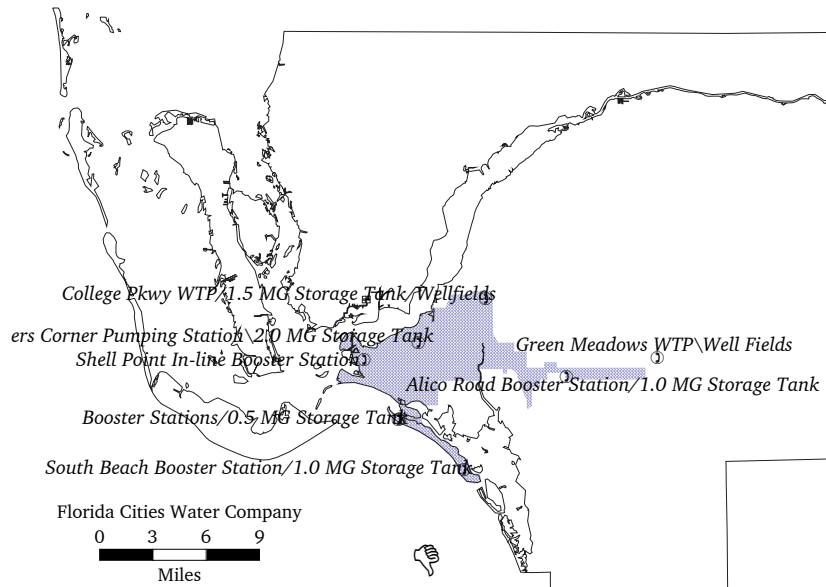 College Pkwy WTP/1.5 MG Storage Tank/Wellfields
ers Corner Pumping Station\2.0 MG Storage Tank
Green Meadows WTP\Well Fields
Shell Point In-line Booster Station
Alico Road Booster Station/1.0 MG Storage Tank
Booster Stations/0.5 MG Storage Tank
South Beach Booster Station/1.0 MG Storage Tank
Florida Cities Water Company
0 3 6 9
Miles